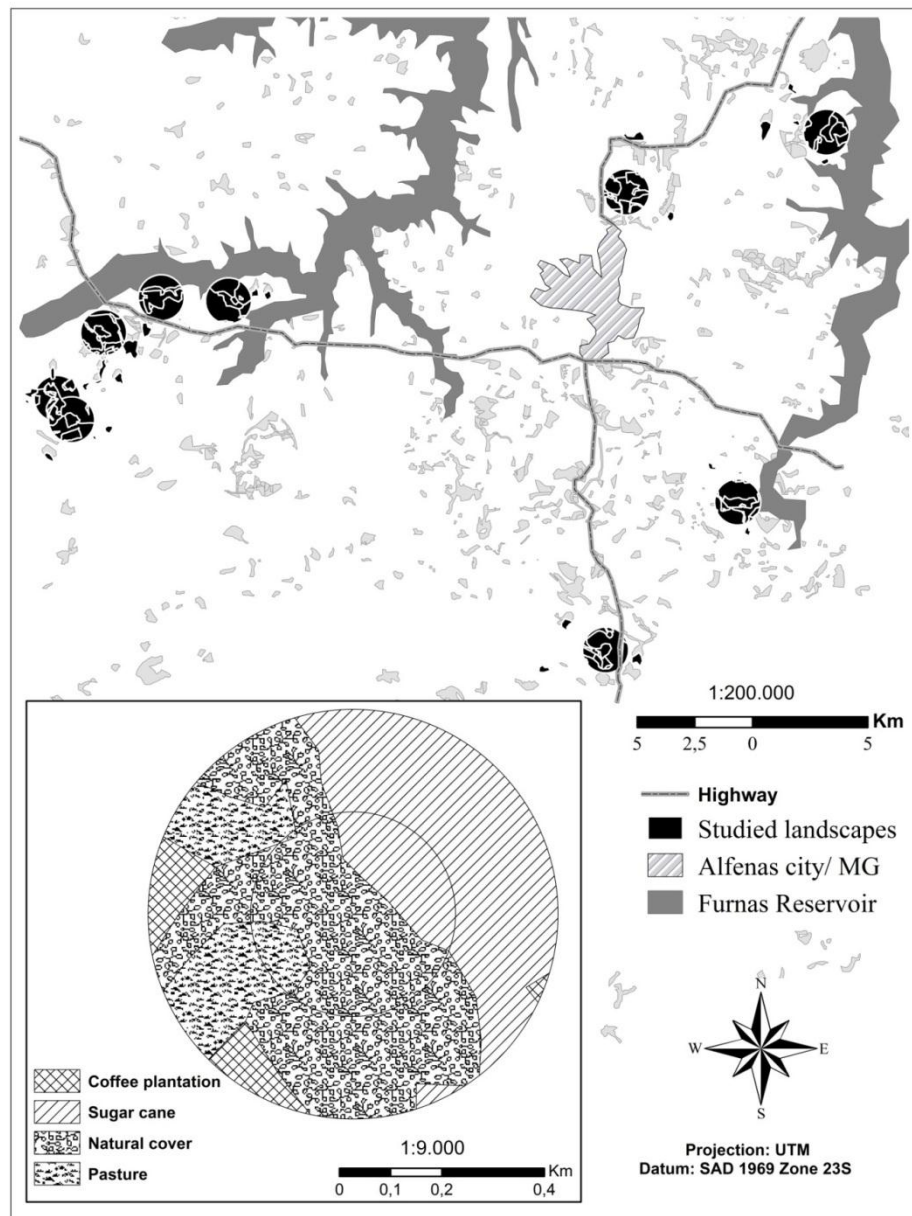 1:200.000
Km
5 2,5 0 5
Highway
Studied landscapes
Alfenas city/ MG
Furnas Reservoir
N
W E
S
Projection: UTM
Datum: SAD 1969 Zone 23S
Coffee plantation
Sugar cane
Natural cover
Pasture
1:9.000
Km
0 0,1 0,2 0,4